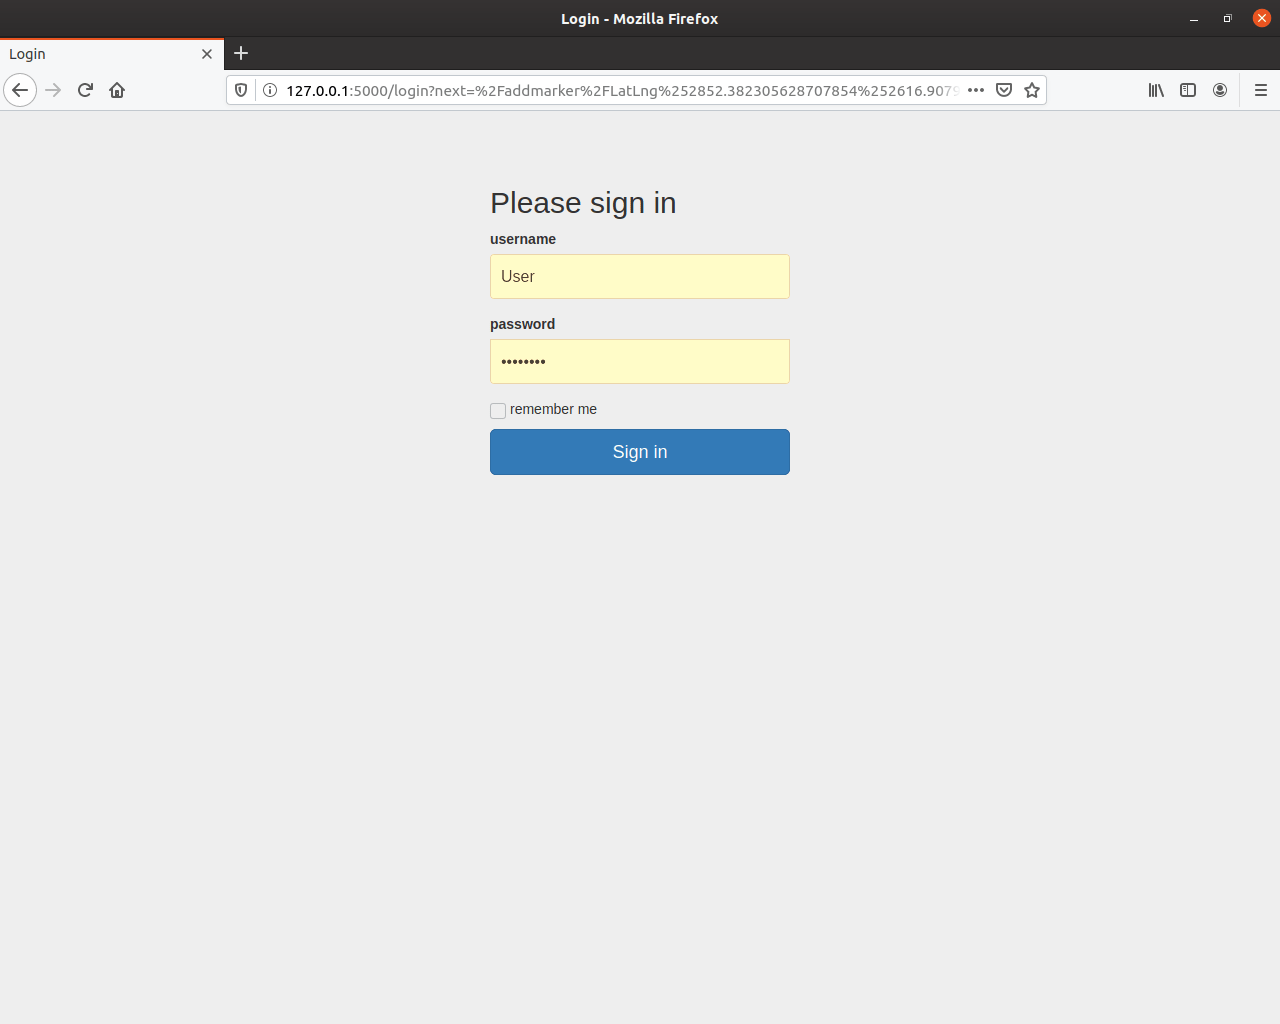 Login - Mozilla Firefox
Login
127.0.0.1:5000/login?next=%2Faddmarker%2FLatLng%252852.382305628707854%252616.9079
Please sign in
username
User
password
••••••••
remember me
Sign in